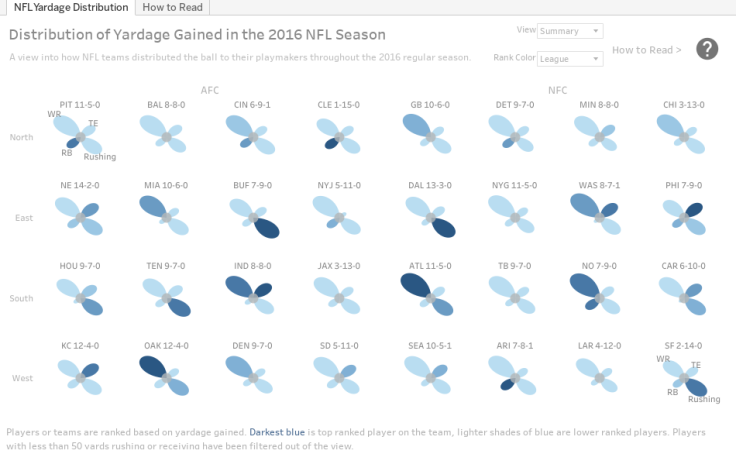 NFL Yardage Distribution How to Read
Distribution of Yardage Gained in the 2016 NFL Season
View Summary
A view into how NFL teams distributed the ball to their playmakers throughout the 2016 regular season.
Rank Color League
How to Read > ?
AFC NFC
PIT 11-5-0 BAL 8-8-0 CIN 6-9-1 CLE 1-15-0 GB 10-6-0 DET 9-7-0 MIN 8-8-0 CHI 3-13-0
WR TE
North
RB Rushing
NE 14-2-0 MIA 10-6-0 BUF 7-9-0 NYJ 5-11-0 DAL 13-3-0 NYG 11-5-0 WAS 8-7-1 PHI 7-9-0
East
HOU 9-7-0 TEN 9-7-0 IND 8-8-0 JAX 3-13-0 ATL 11-5-0 TB 9-7-0 NO 7-9-0 CAR 6-10-0
South
KC 12-4-0 OAK 12-4-0 DEN 9-7-0 SD 5-11-0 SEA 10-5-1 ARI 7-8-1 LAR 4-12-0 SF 2-14-0
WR TE
West
RB Rushing
Players or teams are ranked based on yardage gained. Darkest blue is top ranked player on the team, lighter shades of blue are lower ranked players. Players
with less than 50 yards rushing or receiving have been filtered out of the view.